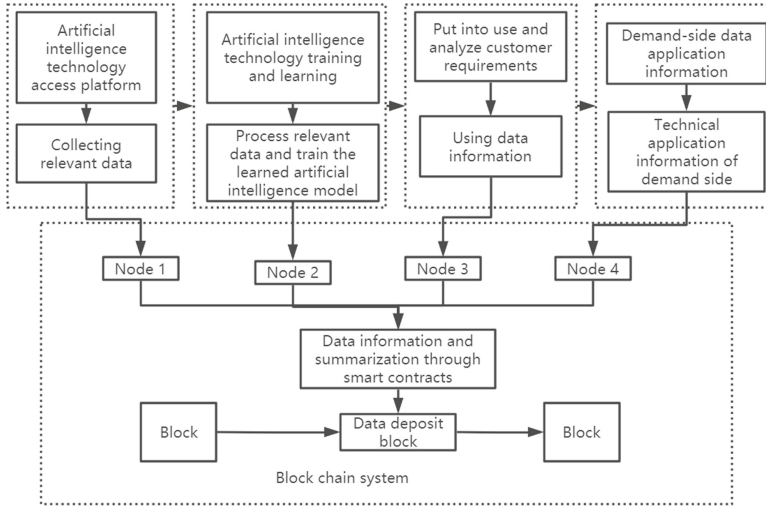 Artificial
intelligence
technology
access platform
Collecting
relevant data
Artificial intelligence
technology training
and learning
Process relevant
data and train the
learned artificial
intelligence model
Put into use and
analyze customer
requirements
Using data
information
Demand-side data
application
information
Technical
application
information of
demand side
Node 1
Node 2
Node 3
Node 4
Data information and
summarization through
smart contracts
Block
Data deposit
block
Block
Block chain system